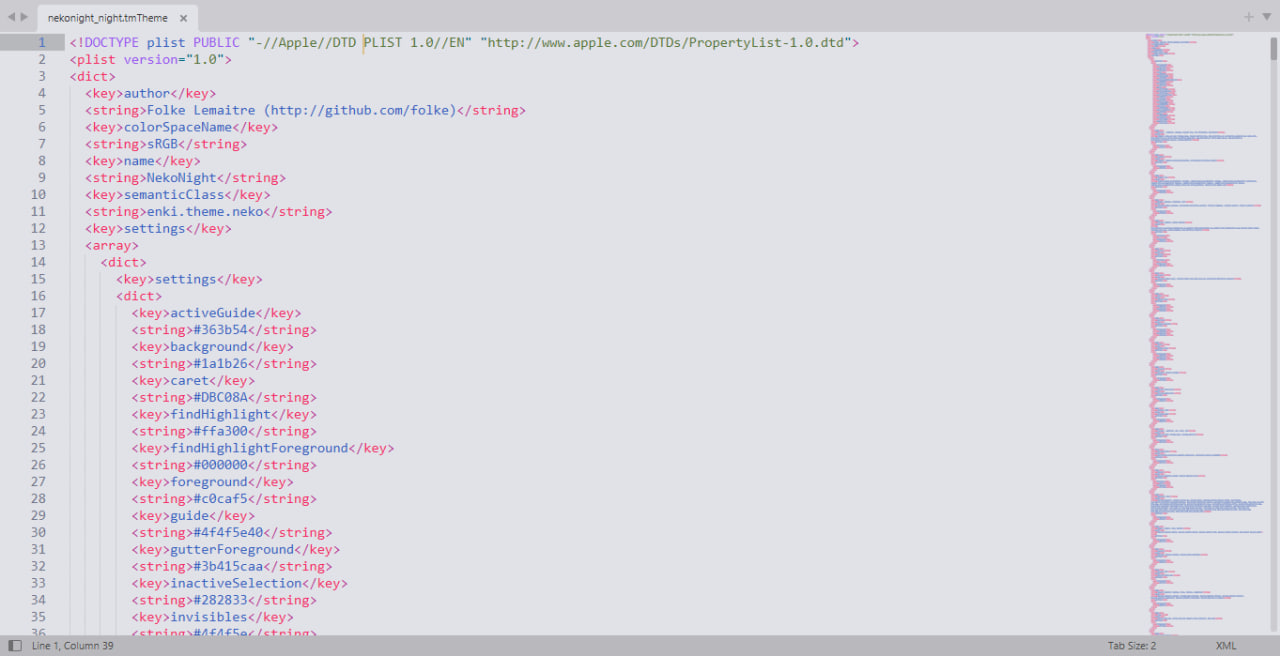 nekonight_night.tmTheme ×
1 <!DOCTYPE plist PUBLIC "-//Apple//DTD PLIST 1.0//EN" "http://www.apple.com/DTDs/PropertyList-1.0.dtd">
2 <plist version="1.0">
3 <dict>
4 <key>author</key>
5 <string>Folke Lemaitre (http://github.com/folke)</string>
6 <key>colorSpaceName</key>
7 <string>sRGB</string>
8 <key>name</key>
9 <string>NekoNight</string>
10 <key>semanticClass</key>
11 <string>enki.theme.neko</string>
12 <key>settings</key>
13 <array>
14 <dict>
15 <key>settings</key>
16 <dict>
17 <key>activeGuide</key>
18 <string>#363b54</string>
19 <key>background</key>
20 <string>#1a1b26</string>
21 <key>caret</key>
22 <string>#DBC08A</string>
23 <key>findHighlight</key>
24 <string>#ffa300</string>
25 <key>findHighlightForeground</key>
26 <string>#000000</string>
27 <key>foreground</key>
28 <string>#c0caf5</string>
29 <key>guide</key>
30 <string>#4f4f5e40</string>
31 <key>gutterForeground</key>
32 <string>#3b415caa</string>
33 <key>inactiveSelection</key>
34 <string>#282833</string>
35 <key>invisibles</key>
36 <string>#4f4f5e</string>
Line 1, Column 39
Tab Size: 2
XML